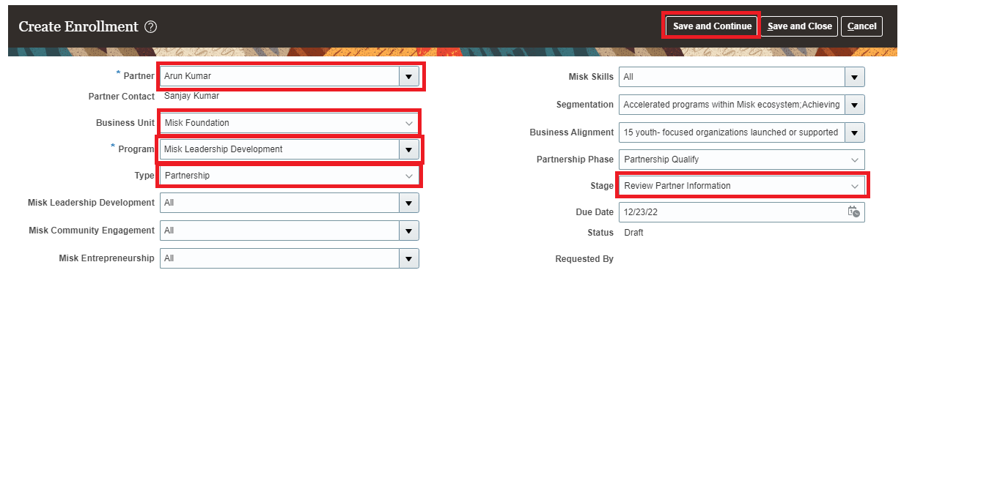 Create Enrollment ?
Save and Continue Save and Close Cancel
* Partner Arun Kumar
Partner Contact Sanjay Kumar
Business Unit Misk Foundation
* Program Misk Leadership Development
Type Partnership
Misk Leadership Development All
Misk Community Engagement All
Misk Entrepreneurship All
Misk Skills All
Segmentation Accelerated programs within Misk ecosystem;Achieving
Business Alignment 15 youth- focused organizations launched or supported
Partnership Phase Partnership Qualify
Stage Review Partner Information
Due Date 12/23/22
Status Draft
Requested By